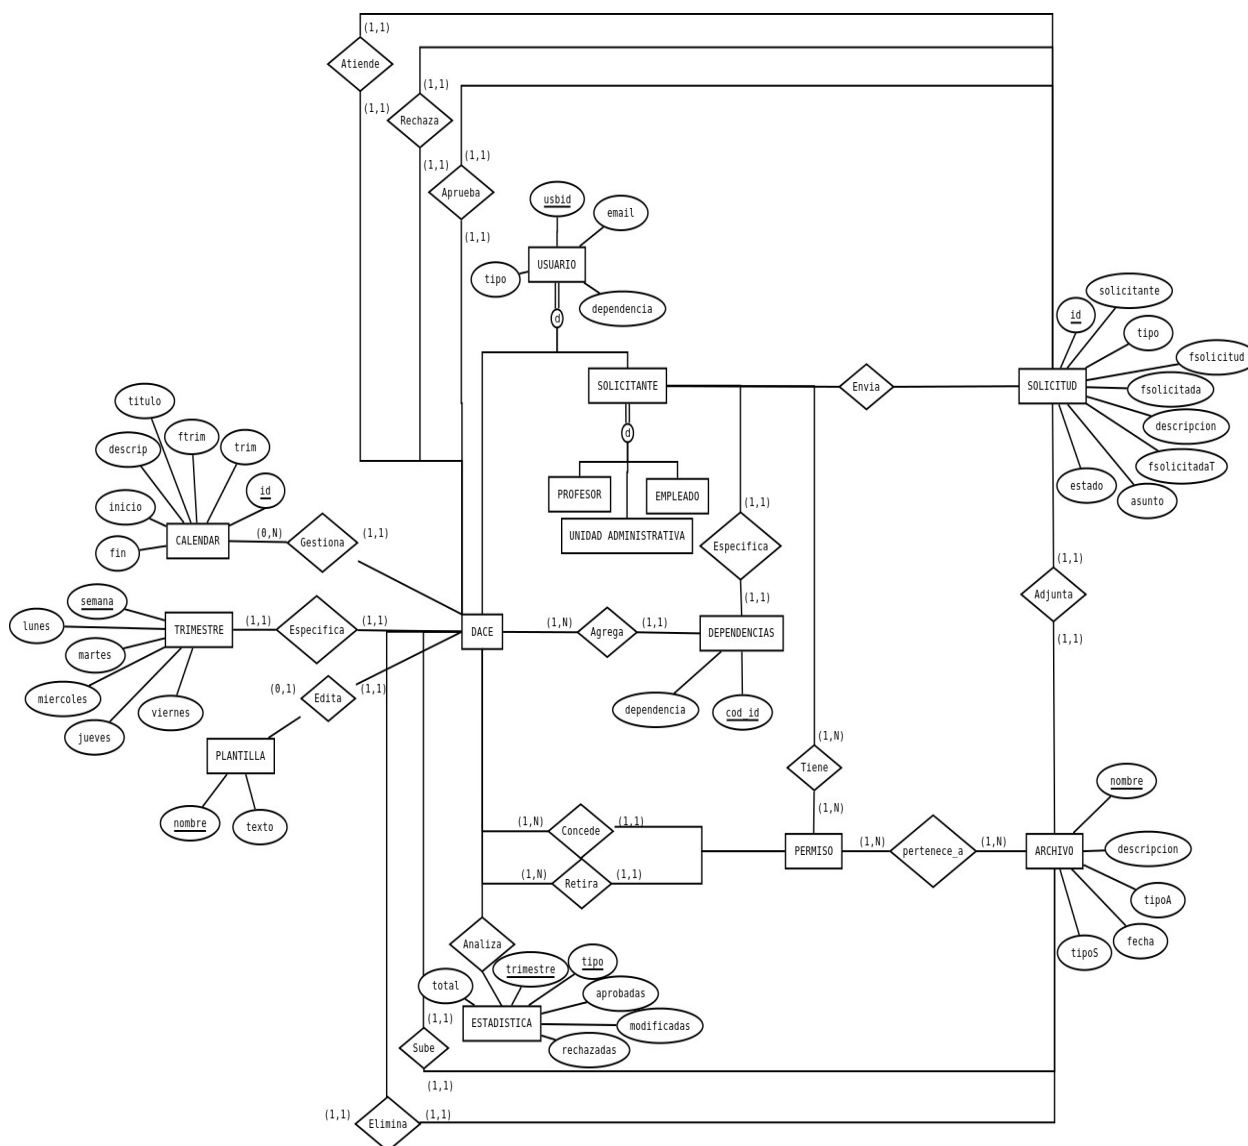 (1,1)
Atiende
(1,1)
(1,1)
Rechaza
(1,1)
(1,1)
Aprueba
(1,1)
usbid
email
USUARIO
tipo
dependencia
d
SOLICITANTE
d
PROFESOR
EMPLEADO
UNIDAD ADMINISTRATIVA
Envia
SOLICITUD
id
solicitante
tipo
fsolicitud
fsolicitada
descripcion
fsolicitadaT
asunto
estado
titulo
ftrim
trim
descrip
id
inicio
fin
CALENDAR
(0,N)
Gestiona
(1,1)
(1,1)
Especifica
(1,1)
(1,1)
Adjunta
(1,1)
semana
lunes
martes
miercoles
jueves
viernes
TRIMESTRE
(1,1)
Especifica
(1,1)
DACE
(1,N)
Agrega
(1,1)
DEPENDENCIAS
dependencia
cod_id
(0,1)
Edita
(1,1)
PLANTILLA
nombre
texto
(1,N)
Tiene
(1,N)
(1,N)
Concede
(1,1)
(1,N)
Retira
(1,1)
PERMISO
(1,N)
pertenece_a
(1,N)
ARCHIVO
nombre
descripcion
tipoA
fecha
tipoS
Analiza
total
trimestre
tipo
aprobadas
modificadas
rechazadas
ESTADISTICA
(1,1)
Sube
(1,1)
(1,1)
Elimina
(1,1)